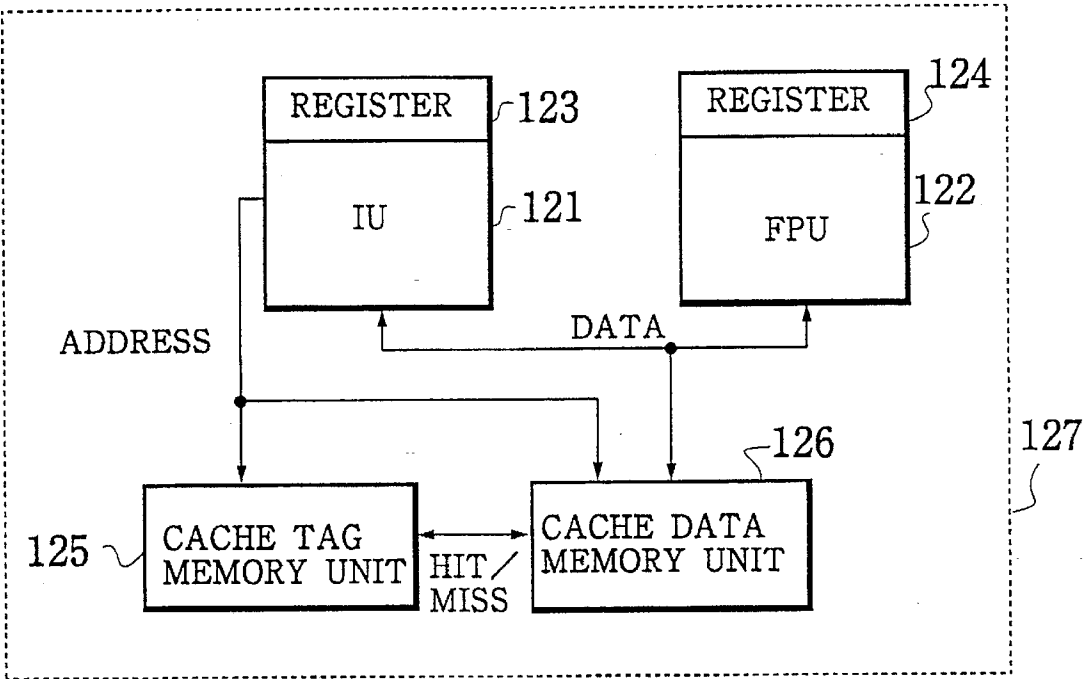 REGISTER
123
REGISTER
124
IU
121
FPU
122
ADDRESS
DATA
126
127
125
CACHE TAG
MEMORY UNIT
HIT/
MISS
CACHE DATA
MEMORY UNIT